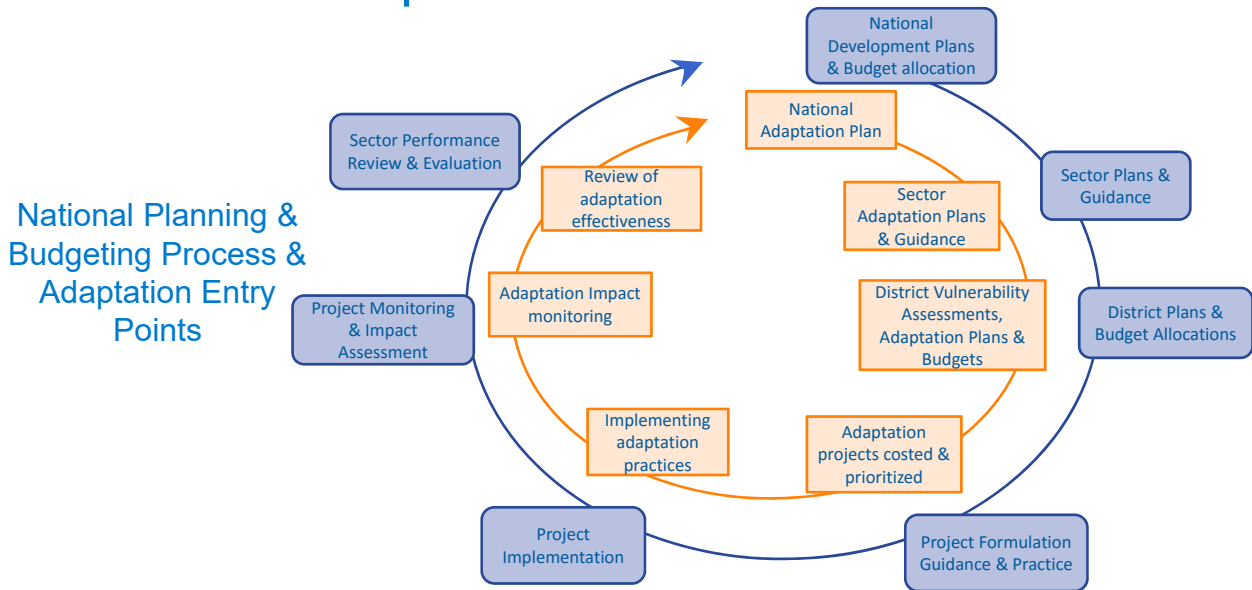 National Planning &
Budgeting Process &
Adaptation Entry
Points
National
Development Plans
& Budget allocation
Sector Plans &
Guidance
District Plans &
Budget Allocations
Project Formulation
Guidance & Practice
Project
Implementation
Project Monitoring
& Impact
Assessment
Sector Performance
Review & Evaluation
National
Adaptation Plan
Sector
Adaptation Plans
& Guidance
District Vulnerability
Assessments,
Adaptation Plans &
Budgets
Adaptation
projects costed &
prioritized
Implementing
adaptation
practices
Adaptation Impact
monitoring
Review of
adaptation
effectiveness